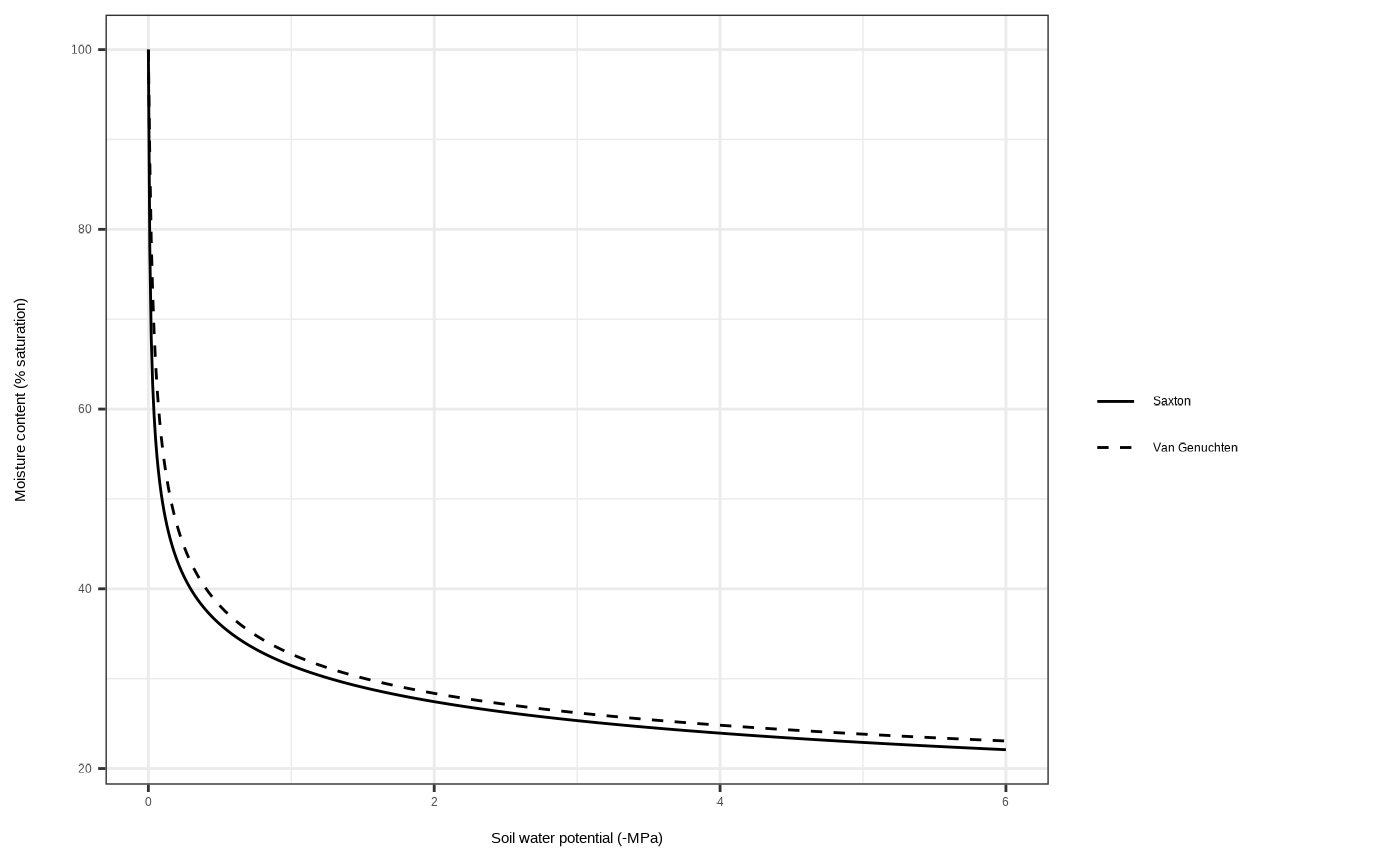 100
80
60
40
20
0 2 4 6
Moisture content (% saturation)
Soil water potential (-MPa)
Saxton
Van Genuchten